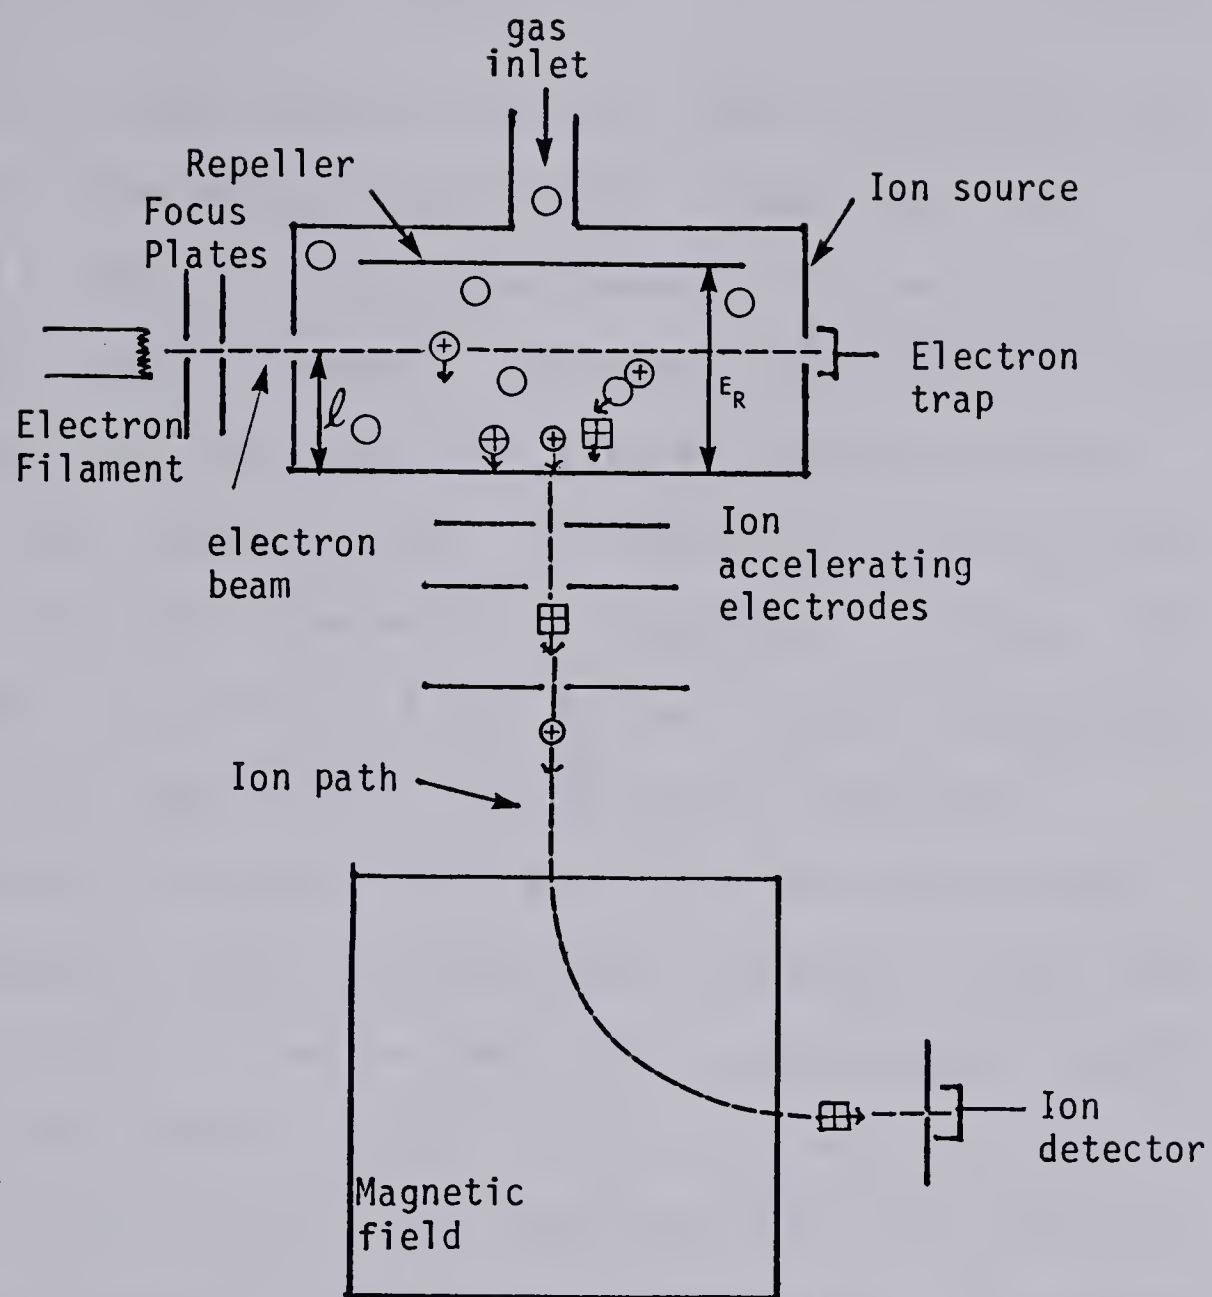 gas
inlet
Repeller
Ion source
Focus
Plates
Electron
trap
E_R
ℓ
Electron
Filament
electron
beam
Ion
accelerating
electrodes
Ion path
Ion
detector
Magnetic
field